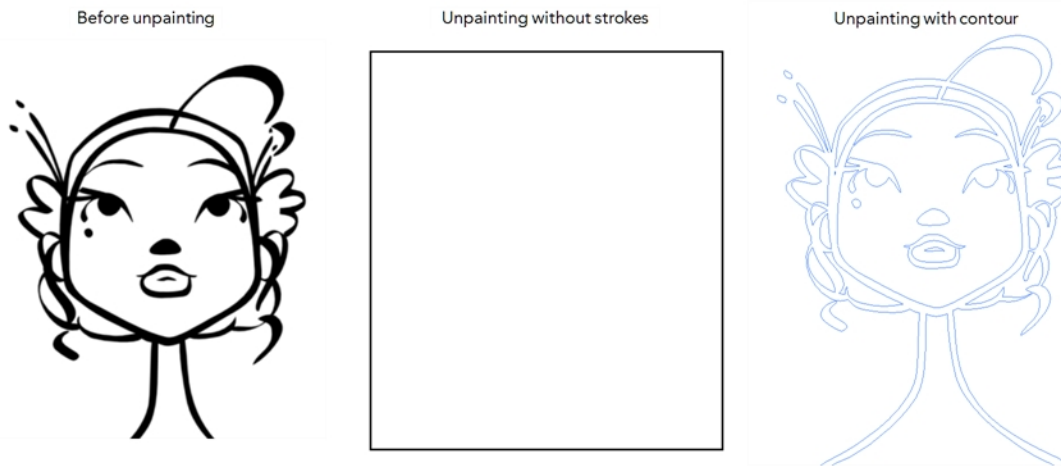 Before unpainting
Unpainting without strokes
Unpainting with contour